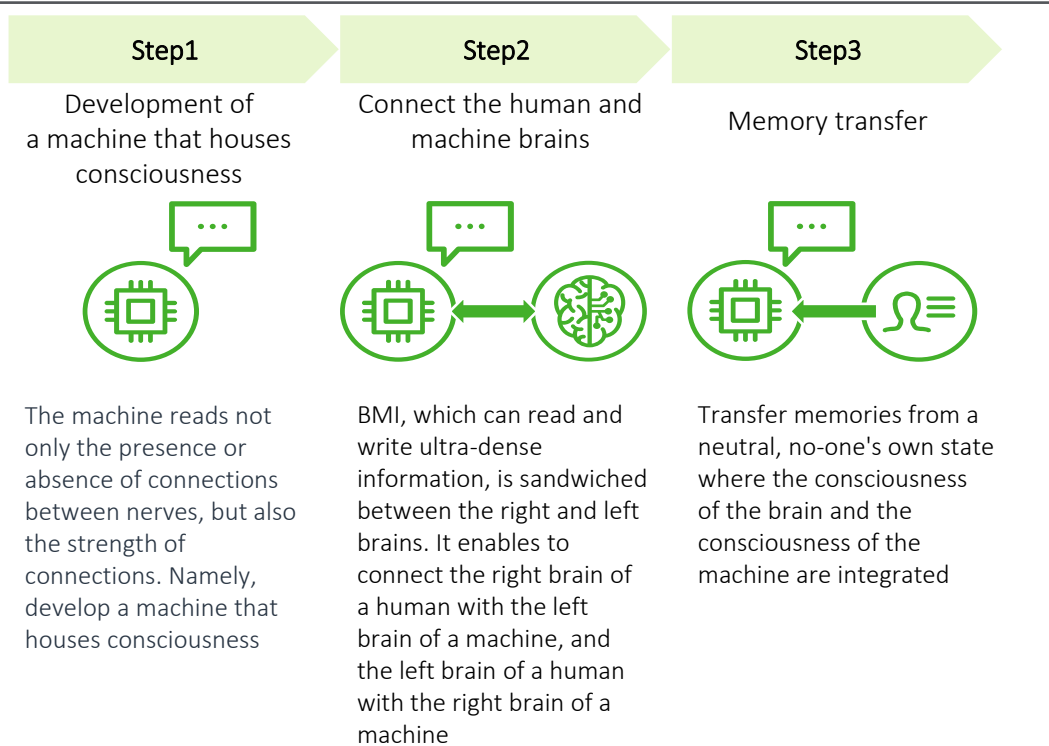 Step1
Development of
a machine that houses
consciousness
The machine reads not
only the presence or
absence of connections
between nerves, but also
the strength of
connections. Namely,
develop a machine that
houses consciousness
Step2
Connect the human and
machine brains
BMI, which can read and
write ultra-dense
information, is sandwiched
between the right and left
brains. It enables to
connect the right brain of
a human with the left
brain of a machine, and
the left brain of a human
with the right brain of a
machine
Step3
Memory transfer
Transfer memories from a
neutral, no-one's own state
where the consciousness
of the brain and the
consciousness of the
machine are integrated